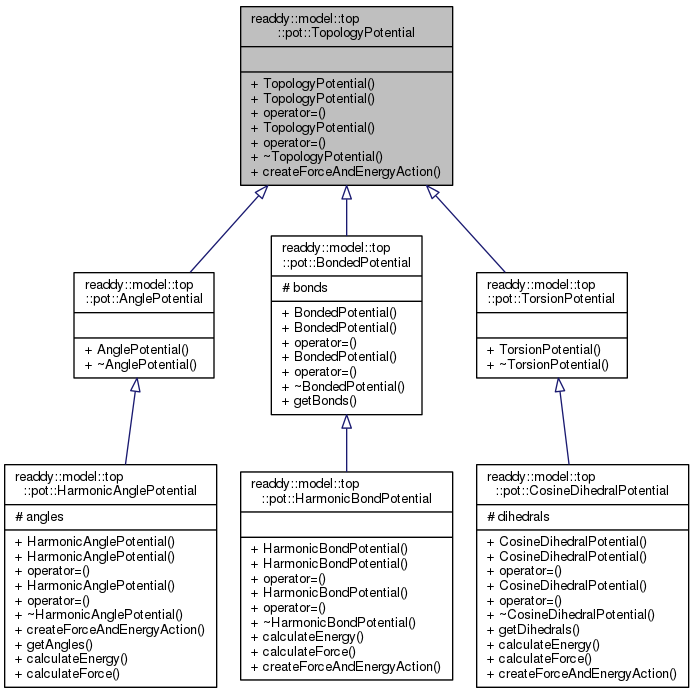 readdy::model::top
::pot::TopologyPotential
+ TopologyPotential()
+ TopologyPotential()
+ operator=()
+ TopologyPotential()
+ operator=()
+ ~TopologyPotential()
+ createForceAndEnergyAction()
readdy::model::top
::pot::AnglePotential
+ AnglePotential()
+ ~AnglePotential()
readdy::model::top
::pot::BondedPotential
# bonds
+ BondedPotential()
+ BondedPotential()
+ operator=()
+ BondedPotential()
+ operator=()
+ ~BondedPotential()
+ getBonds()
readdy::model::top
::pot::TorsionPotential
+ TorsionPotential()
+ ~TorsionPotential()
readdy::model::top
::pot::HarmonicAnglePotential
# angles
+ HarmonicAnglePotential()
+ HarmonicAnglePotential()
+ operator=()
+ HarmonicAnglePotential()
+ operator=()
+ ~HarmonicAnglePotential()
+ createForceAndEnergyAction()
+ getAngles()
+ calculateEnergy()
+ calculateForce()
readdy::model::top
::pot::HarmonicBondPotential
+ HarmonicBondPotential()
+ HarmonicBondPotential()
+ operator=()
+ HarmonicBondPotential()
+ operator=()
+ ~HarmonicBondPotential()
+ calculateEnergy()
+ calculateForce()
+ createForceAndEnergyAction()
readdy::model::top
::pot::CosineDihedralPotential
# dihedrals
+ CosineDihedralPotential()
+ CosineDihedralPotential()
+ operator=()
+ CosineDihedralPotential()
+ operator=()
+ ~CosineDihedralPotential()
+ getDihedrals()
+ calculateEnergy()
+ calculateForce()
+ createForceAndEnergyAction()